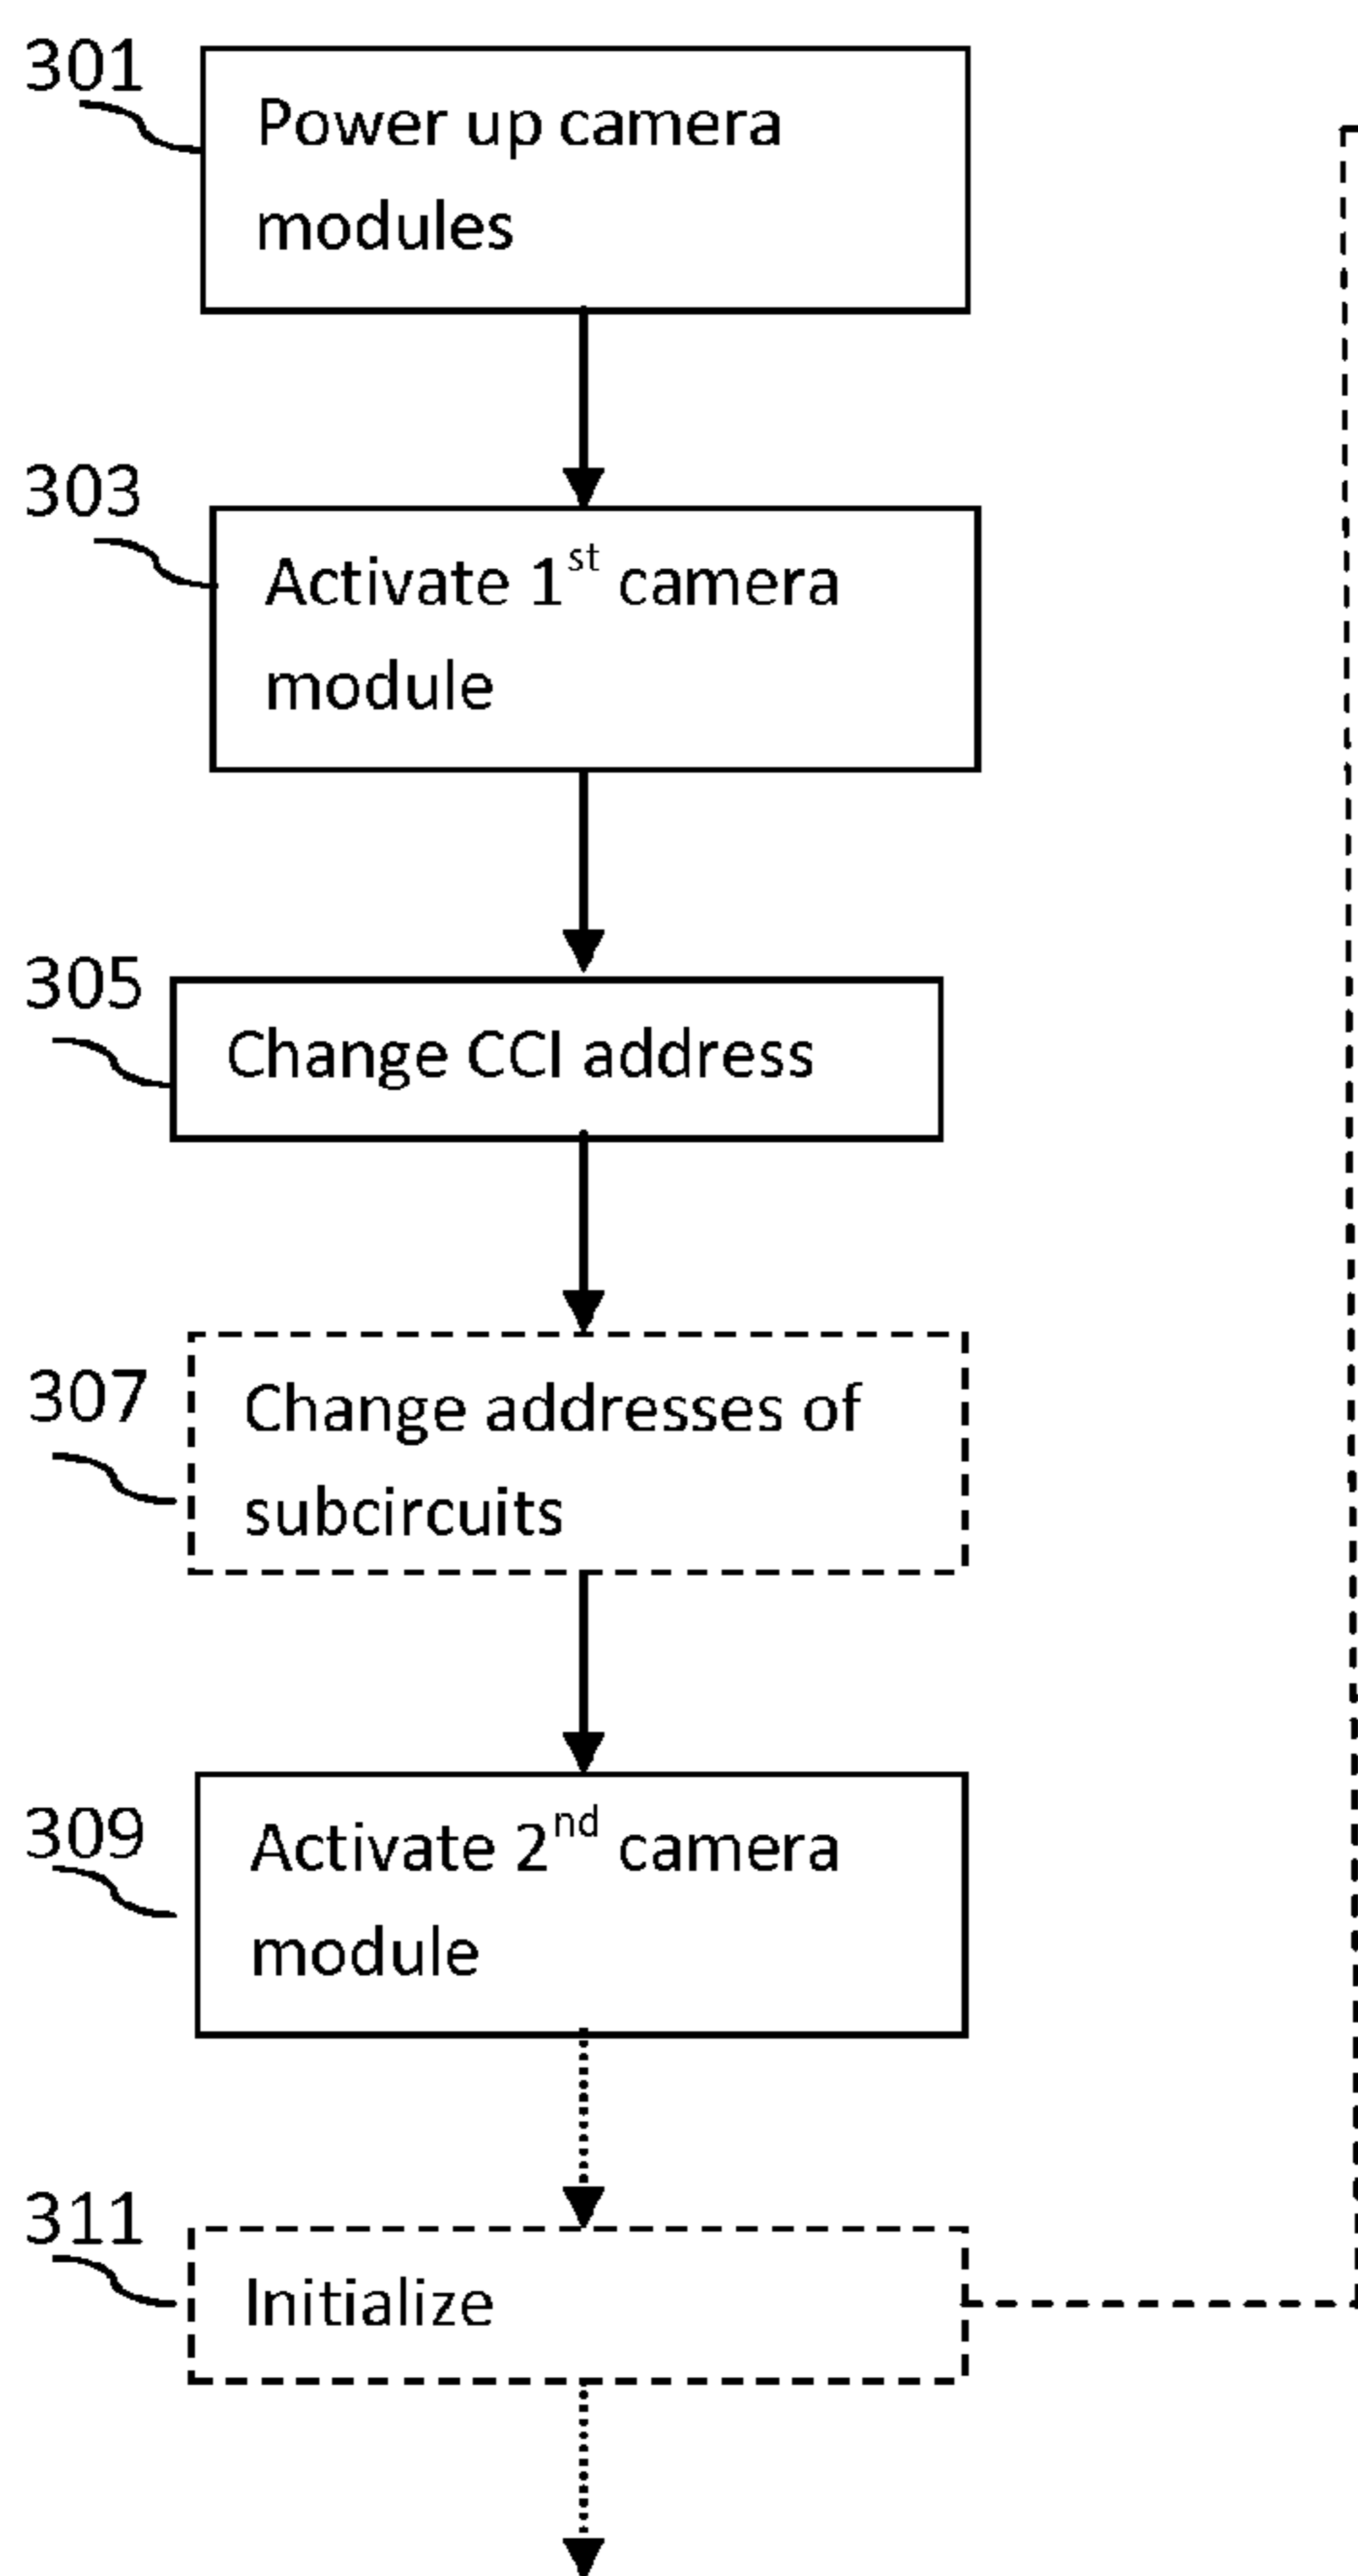 301
Power up camera
modules
303
Activate 1st camera
module
305
Change CCI address
307
Change addresses of
subcircuits
309
Activate 2nd camera
module
311
Initialize